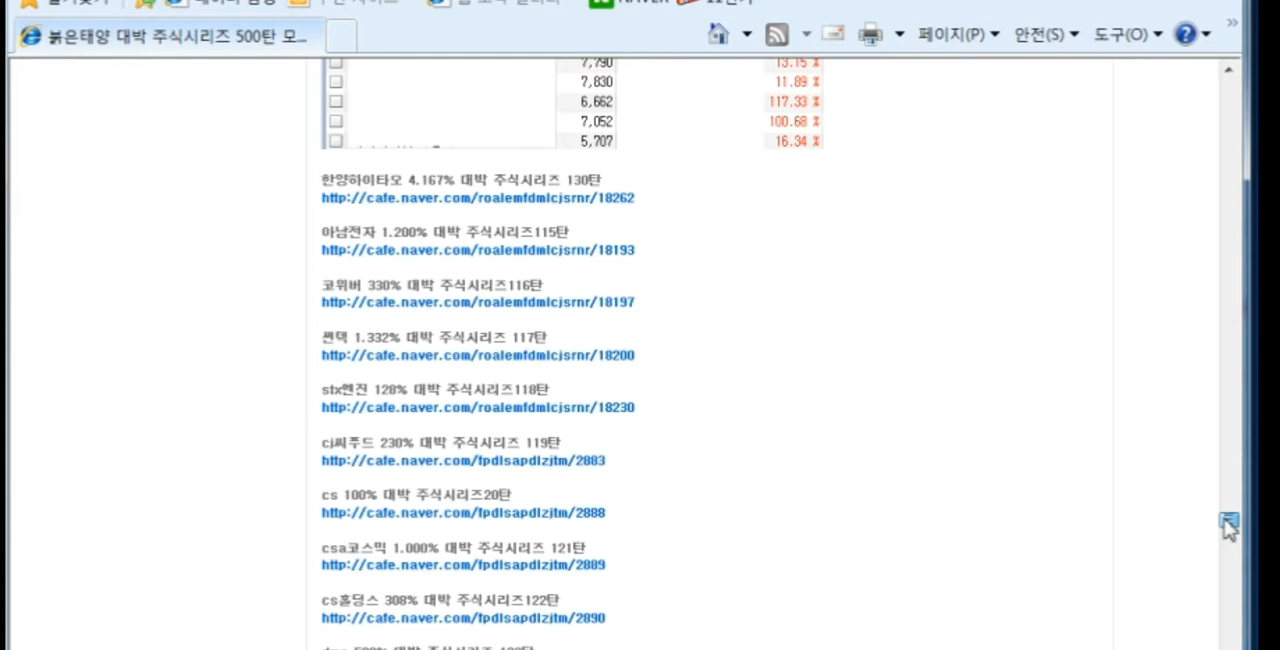 NAVER
붉은태양 대박 주식시리즈 500탄 모...
페이지(P) 안전(S) 도구(O)
7,790 13.15 %
7,830 11.89 %
6,662 117.33 %
7,052 100.68 %
5,707 16.34 %
한양하이타오 4.167% 대박 주식시리즈 130탄
http://cafe.naver.com/roalemfdmlcjsrnr/18262
아남전자 1.200% 대박 주식시리즈115탄
http://cafe.naver.com/roalemfdmlcjsrnr/18193
코위버 330% 대박 주식시리즈116탄
http://cafe.naver.com/roalemfdmlcjsrnr/18197
쎈텍 1.332% 대박 주식시리즈 117탄
http://cafe.naver.com/roalemfdmlcjsrnr/18200
stx엔진 128% 대박 주식시리즈118탄
http://cafe.naver.com/roalemfdmlcjsrnr/18230
cj씨푸드 230% 대박 주식시리즈 119탄
http://cafe.naver.com/fpdlsapdlzjtm/2883
cs 100% 대박 주식시리즈20탄
http://cafe.naver.com/fpdlsapdlzjtm/2888
csa코스믹 1.000% 대박 주식시리즈 121탄
http://cafe.naver.com/fpdlsapdlzjtm/2889
cs홀딩스 308% 대박 주식시리즈122탄
http://cafe.naver.com/fpdlsapdlzjtm/2890